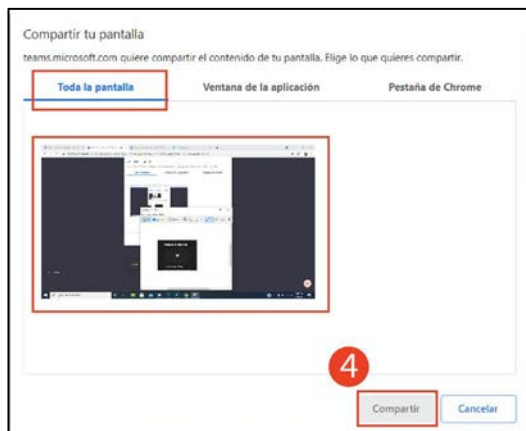 Compartir tu pantalla
teams.microsoft.com quiere compartir el contenido de tu pantalla. Elige lo que quieres compartir.
Toda la pantalla
Ventana de la aplicación
Pestaña de Chrome
4
Compartir
Cancelar